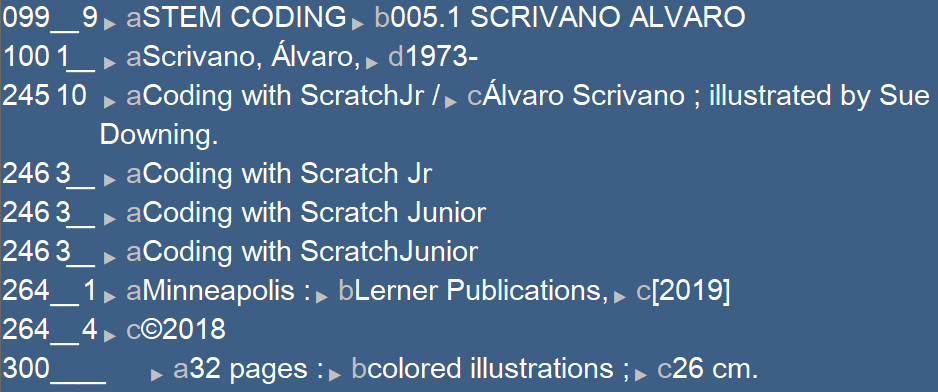 099__9 ▸ aSTEM CODING ▸ b005.1 SCRIVANO ALVARO
100 1__ ▸ aScrivano, Álvaro, ▸ d1973-
245 10 ▸ aCoding with ScratchJr / ▸ cÁlvaro Scrivano ; illustrated by Sue
Downing.
246 3__ ▸ aCoding with Scratch Jr
246 3__ ▸ aCoding with Scratch Junior
246 3__ ▸ aCoding with ScratchJunior
264__1 ▸ aMinneapolis : ▸ bLerner Publications, ▸ c[2019]
264__4 ▸ c©2018
300____ ▸ a32 pages : ▸ bcolored illustrations ; ▸ c26 cm.